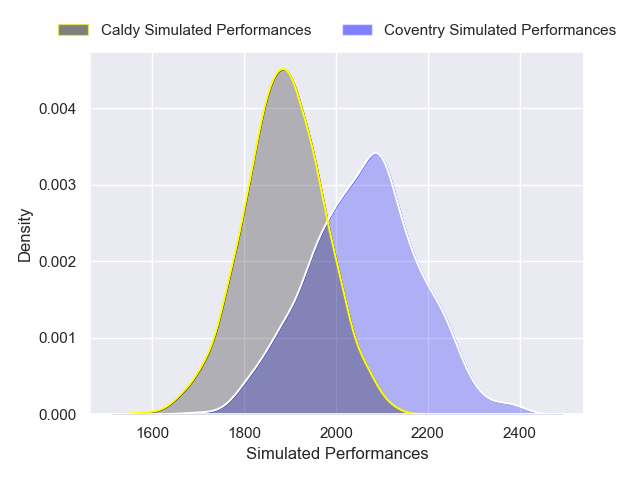 Caldy Simulated Performances
Coventry Simulated Performances
Density
0.004
0.003
0.002
0.001
0.000
1600 1800 2000 2200 2400
Simulated Performances